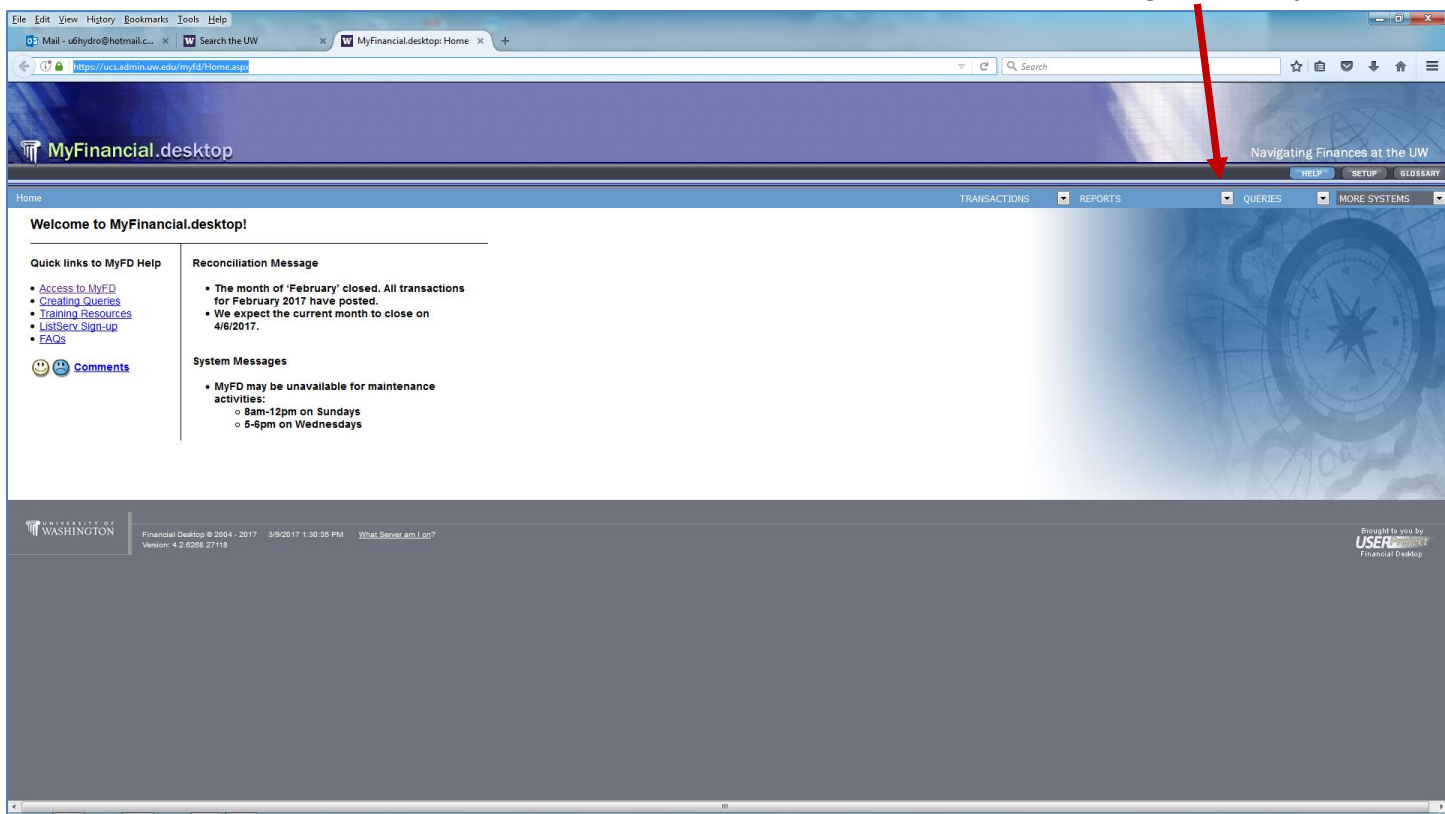 File Edit View History Bookmarks Tools Help
Mail - u6hydro@hotmail.c... × Search the UW × MyFinancial.desktop: Home × +
https://ucs.admin.uw.edu/myfd/Home.aspx Search
MyFinancial.desktop
Navigating Finances at the UW
HELP SETUP GLOSSARY
Home TRANSACTIONS REPORTS QUERIES MORE SYSTEMS
Welcome to MyFinancial.desktop!
Quick links to MyFD Help
• Access to MyFD
• Creating Queries
• Training Resources
• ListServ Sign-up
• FAQs
Comments
Reconciliation Message
• The month of ‘February’ closed. All transactions
for February 2017 have posted.
• We expect the current month to close on
4/6/2017.
System Messages
• MyFD may be unavailable for maintenance
activities:
○ 8am-12pm on Sundays
○ 5-6pm on Wednesdays
UNIVERSITY OF
WASHINGTON
Financial Desktop © 2004 - 2017 3/9/2017 1:30:35 PM What Server am I on?
Version: 4.2.6268.27118
Brought to you by
USER Project
Financial Desktop